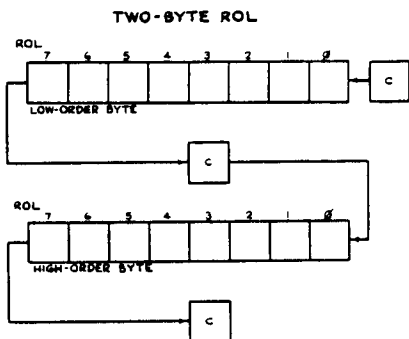 TWO-BYTE ROL
ROL
7 6 5 4 3 2 1 Ø
C
LOW-ORDER BYTE
C
ROL
7 6 5 4 3 2 1 Ø
HIGH-ORDER BYTE
C